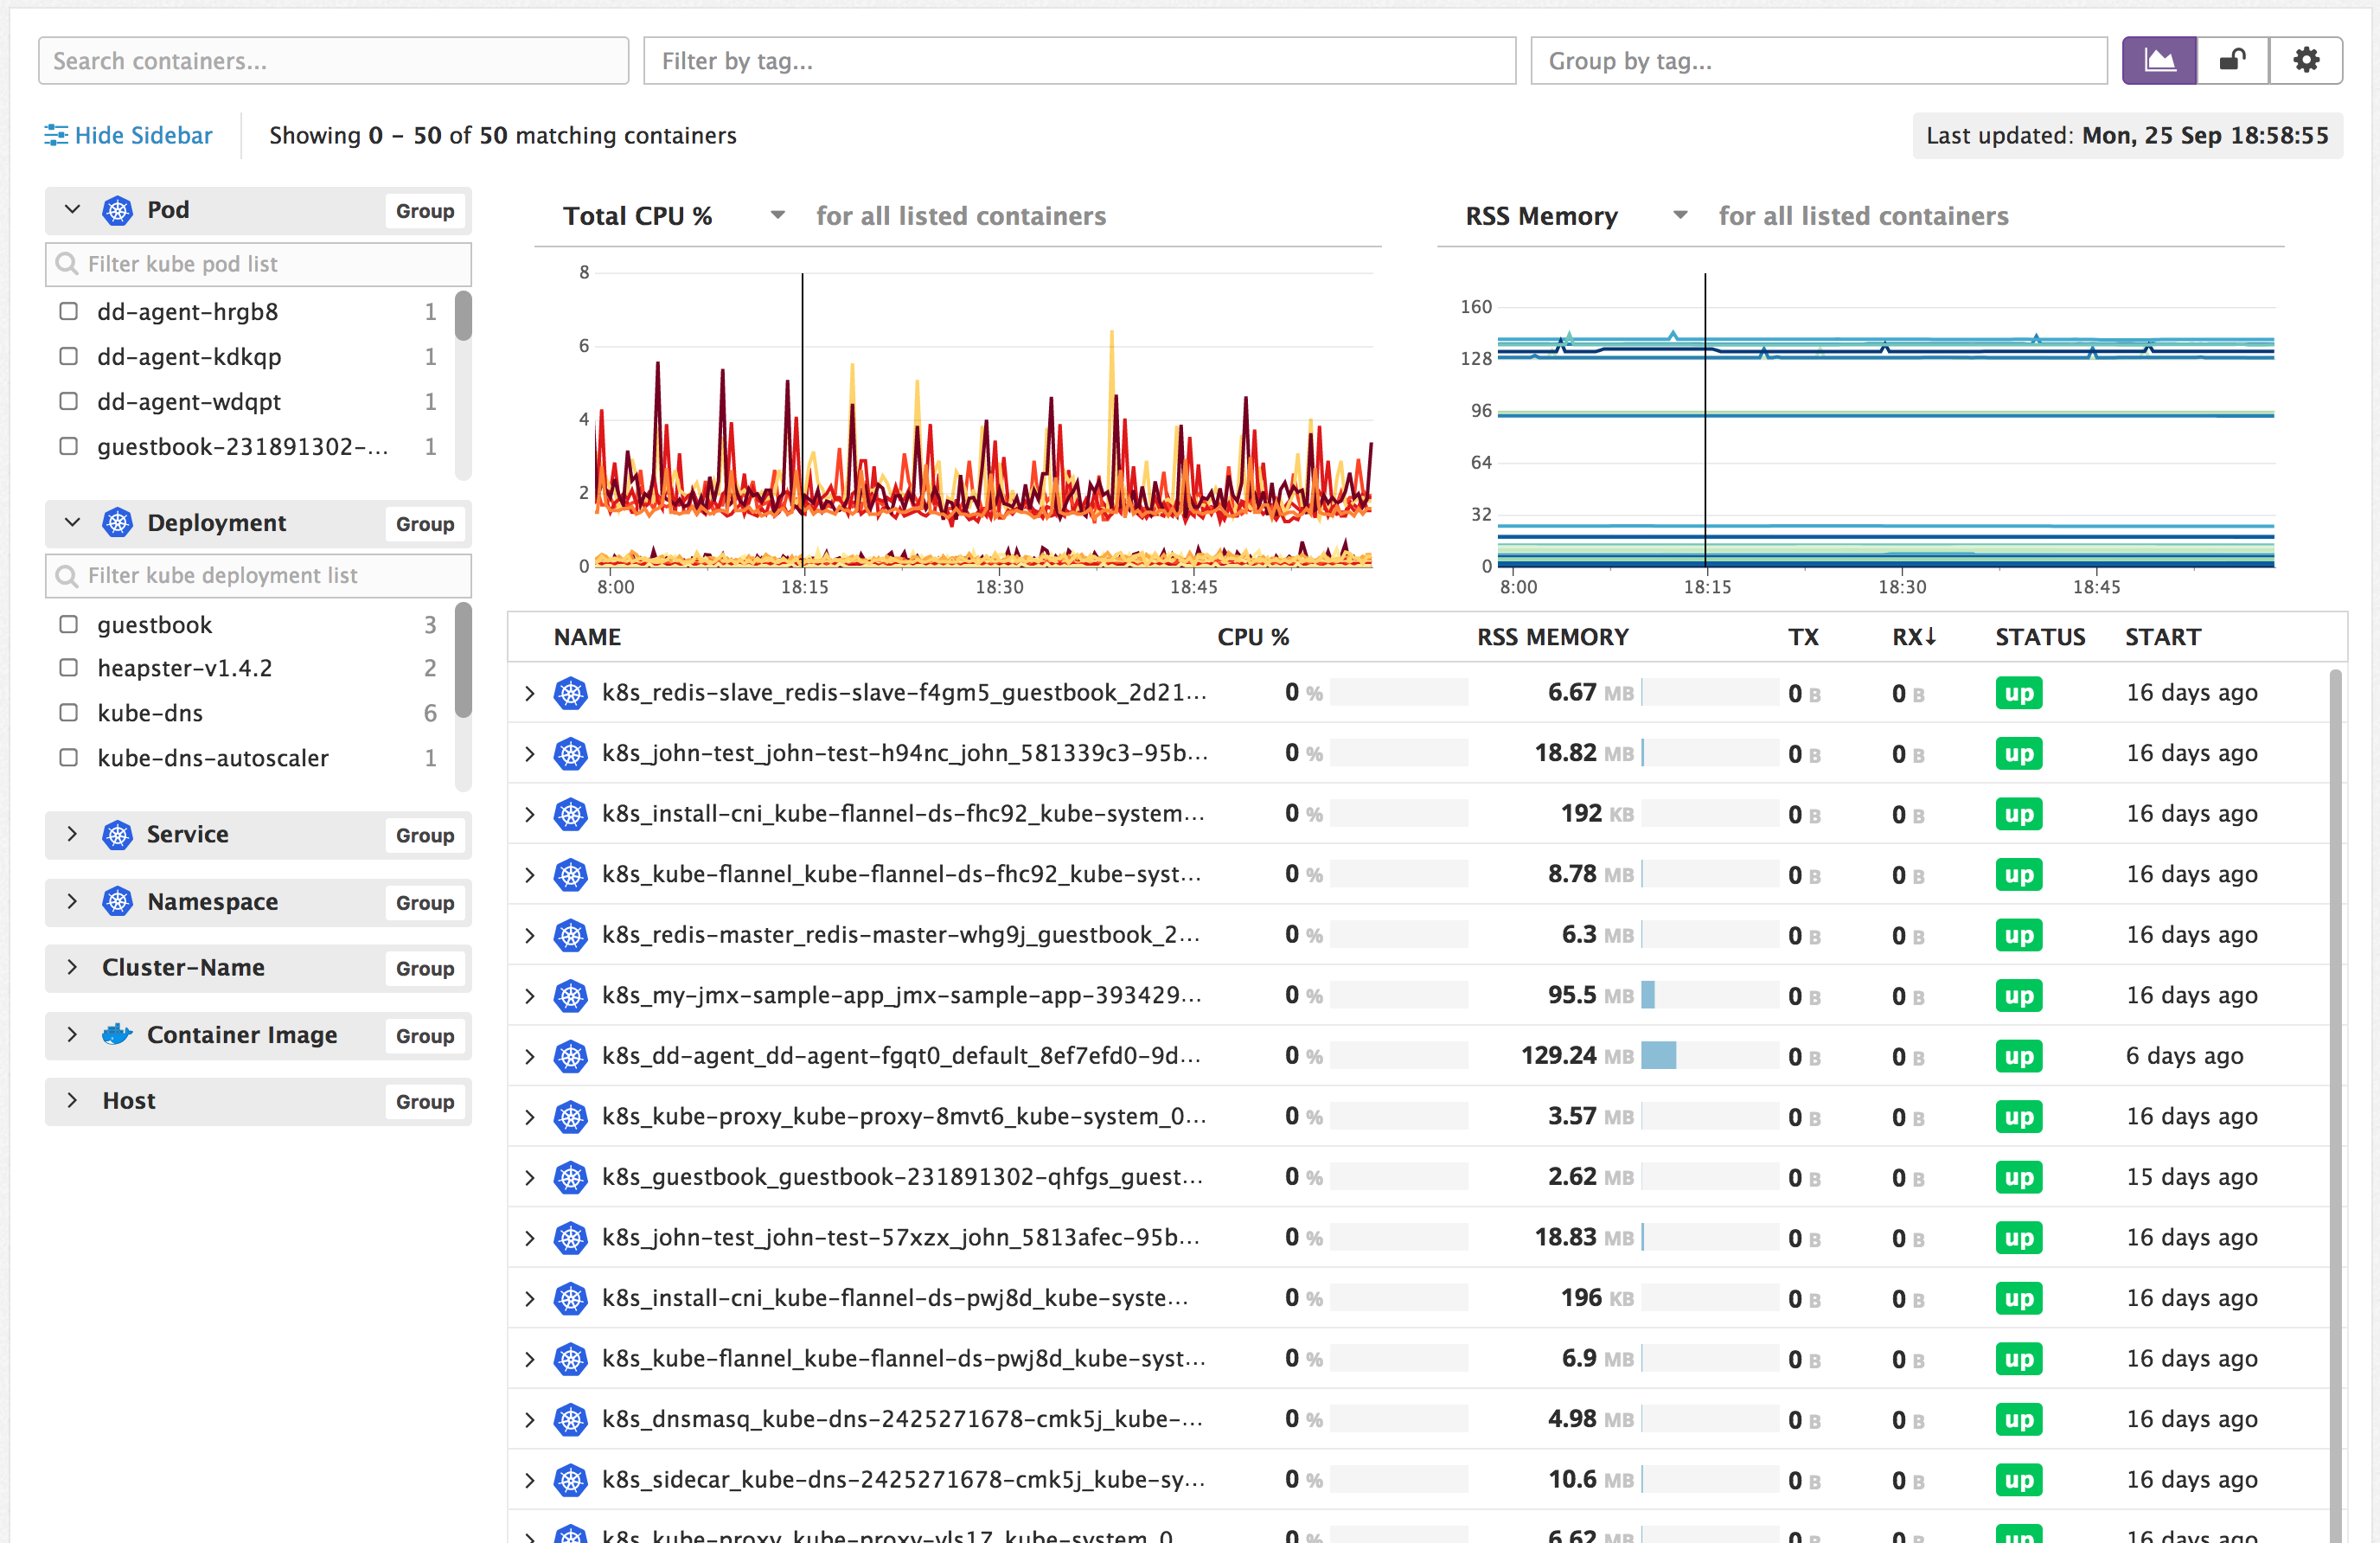 Search containers... Filter by tag... Group by tag...
Hide Sidebar Showing 0 – 50 of 50 matching containers Last updated: Mon, 25 Sep 18:58:55
Pod Group
Filter kube pod list
dd-agent-hrgb8 1
dd-agent-kdkqp 1
dd-agent-wdqpt 1
guestbook-231891302-... 1
Deployment Group
Filter kube deployment list
guestbook 3
heapster-v1.4.2 2
kube-dns 6
kube-dns-autoscaler 1
Service Group
Namespace Group
Cluster-Name Group
Container Image Group
Host Group
Total CPU % for all listed containers
8
6
4
2
0
8:00 18:15 18:30 18:45
RSS Memory for all listed containers
160
128
96
64
32
0
8:00 18:15 18:30 18:45
NAME CPU % RSS MEMORY TX RX↓ STATUS START
k8s_redis-slave_redis-slave-f4gm5_guestbook_2d21... 0 % 6.67 MB 0 B 0 B up 16 days ago
k8s_john-test_john-test-h94nc_john_581339c3-95b... 0 % 18.82 MB 0 B 0 B up 16 days ago
k8s_install-cni_kube-flannel-ds-fhc92_kube-system... 0 % 192 KB 0 B 0 B up 16 days ago
k8s_kube-flannel_kube-flannel-ds-fhc92_kube-syst... 0 % 8.78 MB 0 B 0 B up 16 days ago
k8s_redis-master_redis-master-whg9j_guestbook_2... 0 % 6.3 MB 0 B 0 B up 16 days ago
k8s_my-jmx-sample-app_jmx-sample-app-393429... 0 % 95.5 MB 0 B 0 B up 16 days ago
k8s_dd-agent_dd-agent-fgqt0_default_8ef7efd0-9d... 0 % 129.24 MB 0 B 0 B up 6 days ago
k8s_kube-proxy_kube-proxy-8mvt6_kube-system_0... 0 % 3.57 MB 0 B 0 B up 16 days ago
k8s_guestbook_guestbook-231891302-qhfgs_guest... 0 % 2.62 MB 0 B 0 B up 15 days ago
k8s_john-test_john-test-57xzx_john_5813afec-95b... 0 % 18.83 MB 0 B 0 B up 16 days ago
k8s_install-cni_kube-flannel-ds-pwj8d_kube-syste... 0 % 196 KB 0 B 0 B up 16 days ago
k8s_kube-flannel_kube-flannel-ds-pwj8d_kube-syst... 0 % 6.9 MB 0 B 0 B up 16 days ago
k8s_dnsmasq_kube-dns-2425271678-cmk5j_kube-... 0 % 4.98 MB 0 B 0 B up 16 days ago
k8s_sidecar_kube-dns-2425271678-cmk5j_kube-sy... 0 % 10.6 MB 0 B 0 B up 16 days ago
k8s_kube-proxy_kube-proxy-vls17_kube-system_0 0 % 6.62 MB 0 B 0 B up 16 days ago